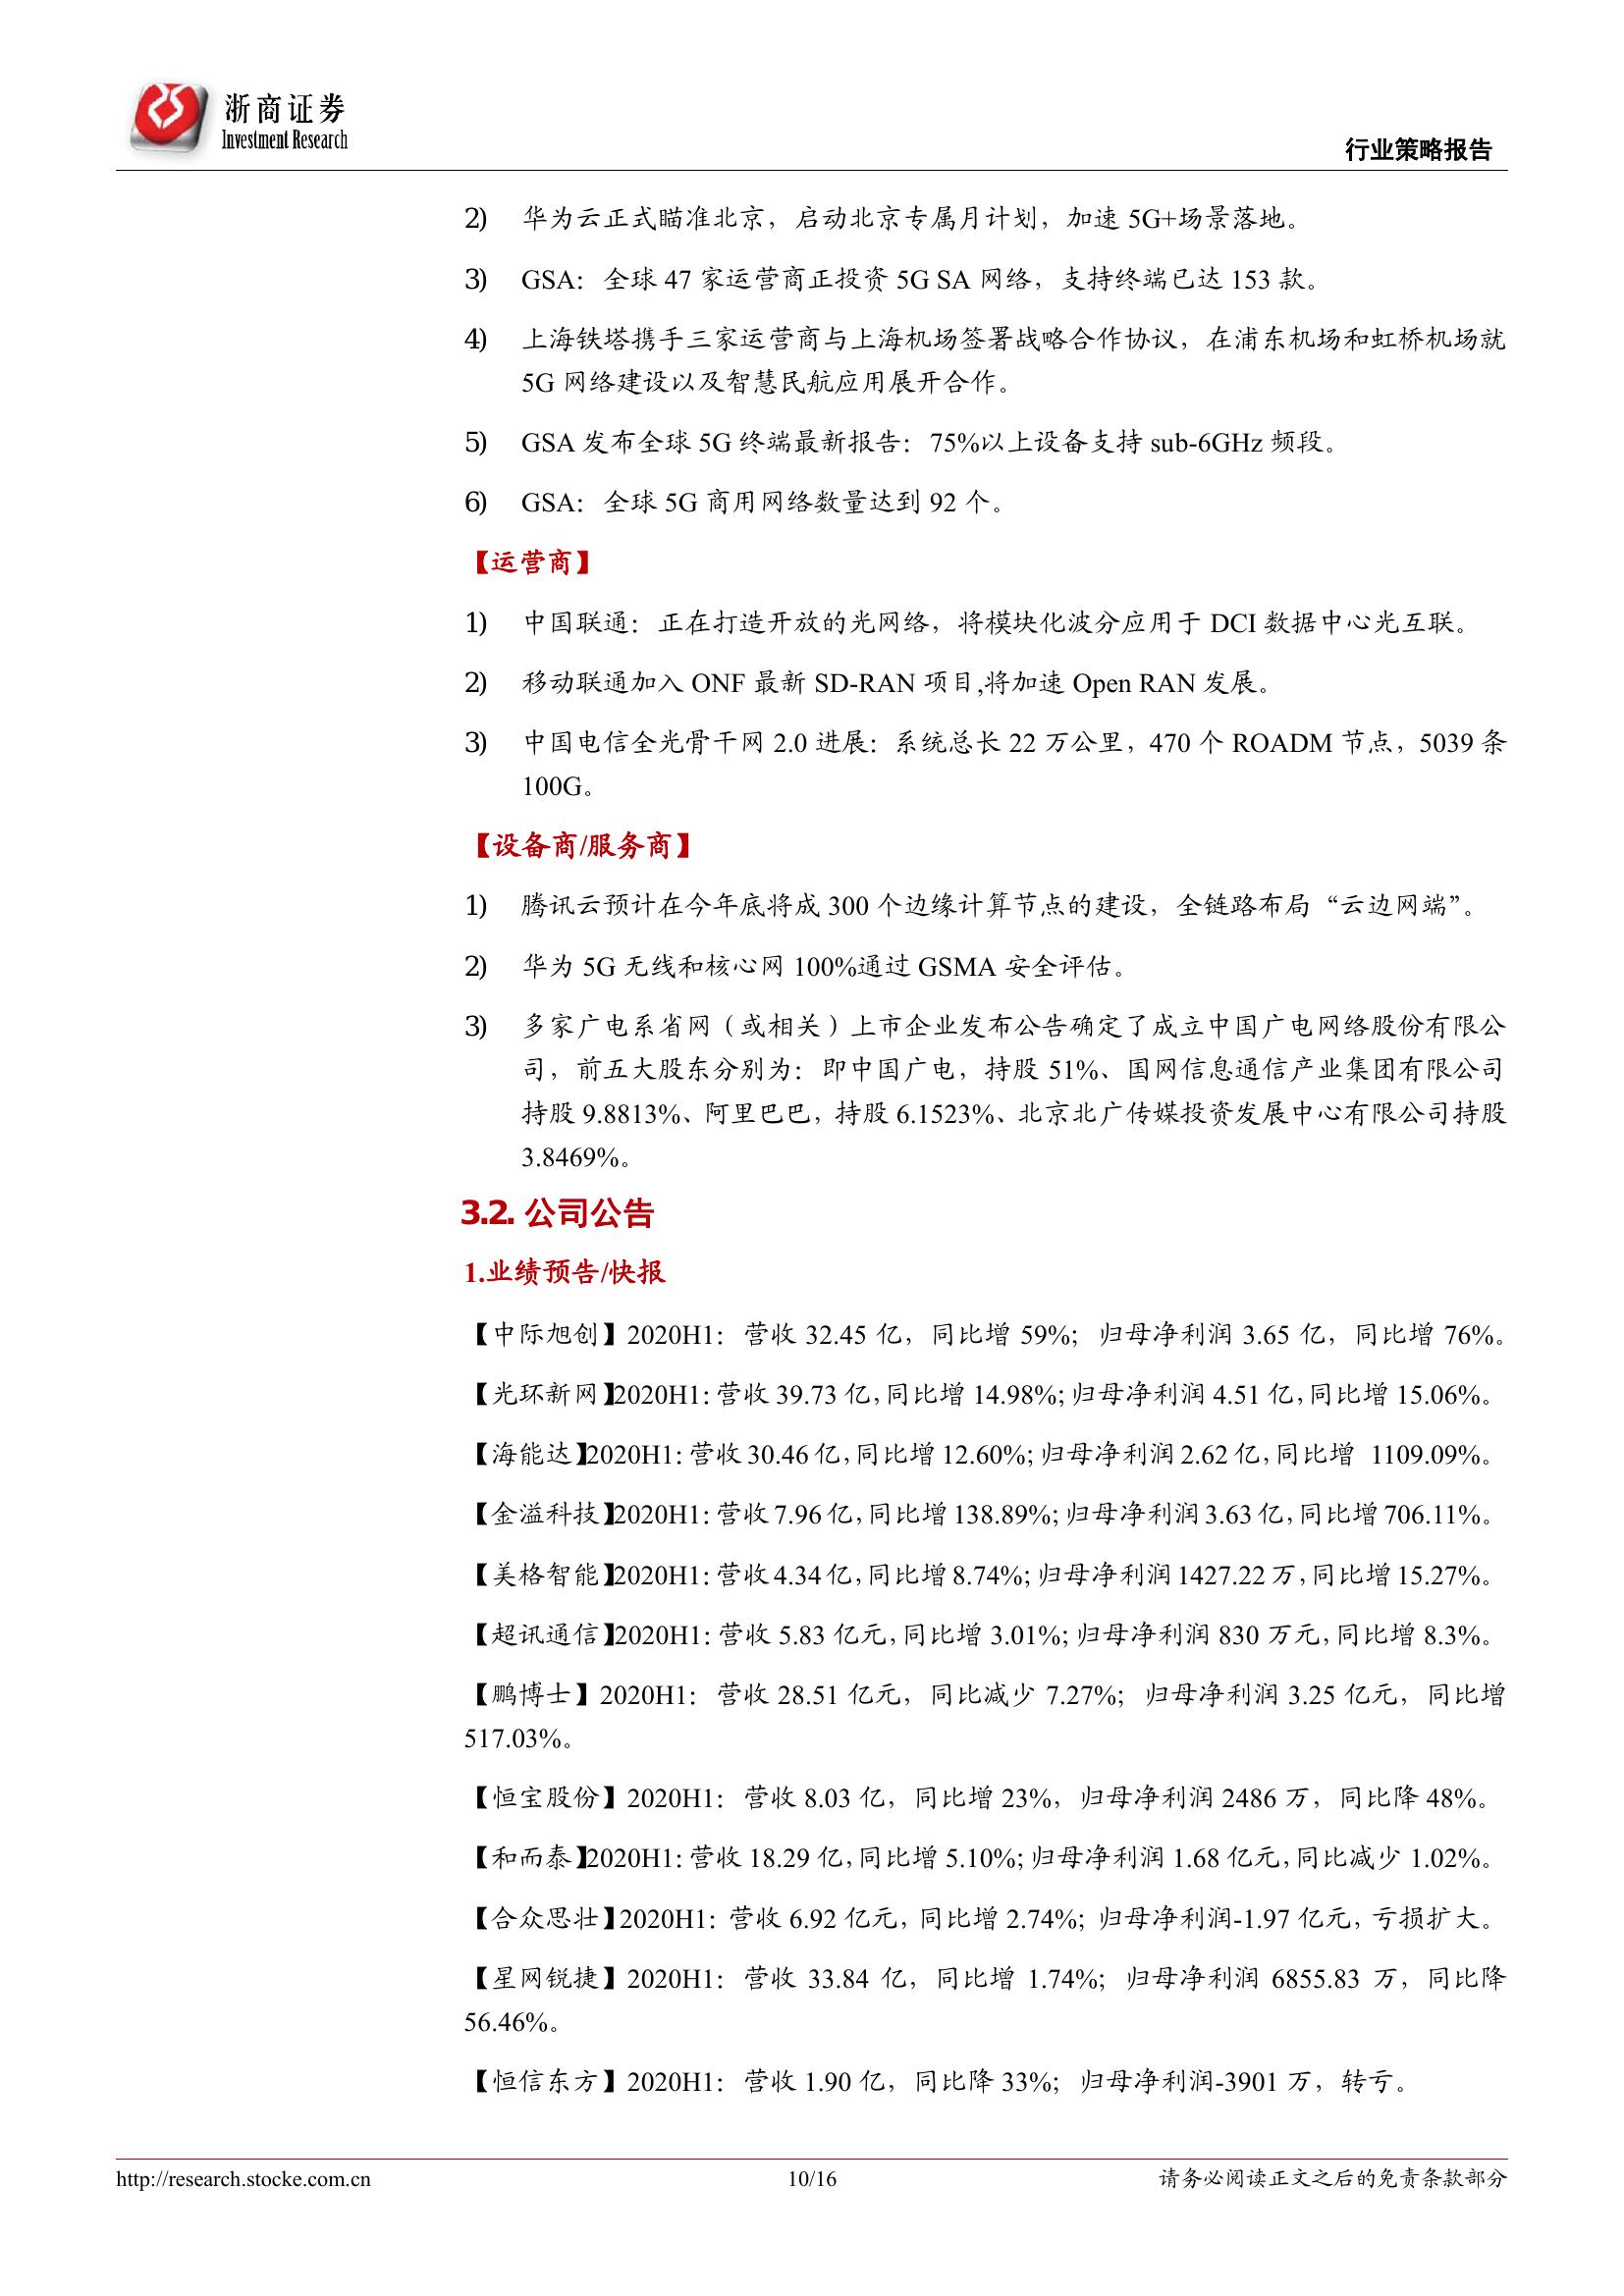 浙商证券
Investment Research
行业策略报告
2) 华为云正式瞄准北京，启动北京专属月计划，加速 5G+场景落地。
3) GSA：全球 47 家运营商正投资 5G SA 网络，支持终端已达 153 款。
4) 上海铁塔携手三家运营商与上海机场签署战略合作协议，在浦东机场和虹桥机场就
5G 网络建设以及智慧民航应用展开合作。
5) GSA 发布全球 5G 终端最新报告：75%以上设备支持 sub-6GHz 频段。
6) GSA：全球 5G 商用网络数量达到 92 个。
【运营商】
1) 中国联通：正在打造开放的光网络，将模块化波分应用于 DCI 数据中心光互联。
2) 移动联通加入 ONF 最新 SD-RAN 项目,将加速 Open RAN 发展。
3) 中国电信全光骨干网 2.0 进展：系统总长 22 万公里，470 个 ROADM 节点，5039 条
100G。
【设备商/服务商】
1) 腾讯云预计在今年底将成 300 个边缘计算节点的建设，全链路布局“云边网端”。
2) 华为 5G 无线和核心网 100%通过 GSMA 安全评估。
3) 多家广电系省网（或相关）上市企业发布公告确定了成立中国广电网络股份有限公
司，前五大股东分别为：即中国广电，持股 51%、国网信息通信产业集团有限公司
持股 9.8813%、阿里巴巴，持股 6.1523%、北京北广传媒投资发展中心有限公司持股
3.8469%。
3.2. 公司公告
1.业绩预告/快报
【中际旭创】2020H1：营收 32.45 亿，同比增 59%；归母净利润 3.65 亿，同比增 76%。
【光环新网】2020H1：营收 39.73 亿，同比增 14.98%；归母净利润 4.51 亿，同比增 15.06%。
【海能达】2020H1：营收 30.46 亿，同比增 12.60%；归母净利润 2.62 亿，同比增 1109.09%。
【金溢科技】2020H1：营收 7.96 亿，同比增 138.89%；归母净利润 3.63 亿，同比增 706.11%。
【美格智能】2020H1：营收 4.34 亿，同比增 8.74%；归母净利润 1427.22 万，同比增 15.27%。
【超讯通信】2020H1：营收 5.83 亿元，同比增 3.01%；归母净利润 830 万元，同比增 8.3%。
【鹏博士】2020H1：营收 28.51 亿元，同比减少 7.27%；归母净利润 3.25 亿元，同比增
517.03%。
【恒宝股份】2020H1：营收 8.03 亿，同比增 23%，归母净利润 2486 万，同比降 48%。
【和而泰】2020H1：营收 18.29 亿，同比增 5.10%；归母净利润 1.68 亿元，同比减少 1.02%。
【合众思壮】2020H1：营收 6.92 亿元，同比增 2.74%；归母净利润-1.97 亿元，亏损扩大。
【星网锐捷】2020H1：营收 33.84 亿，同比增 1.74%；归母净利润 6855.83 万，同比降
56.46%。
【恒信东方】2020H1：营收 1.90 亿，同比降 33%；归母净利润-3901 万，转亏。
http://research.stocke.com.cn
10/16
请务必阅读正文之后的免责条款部分